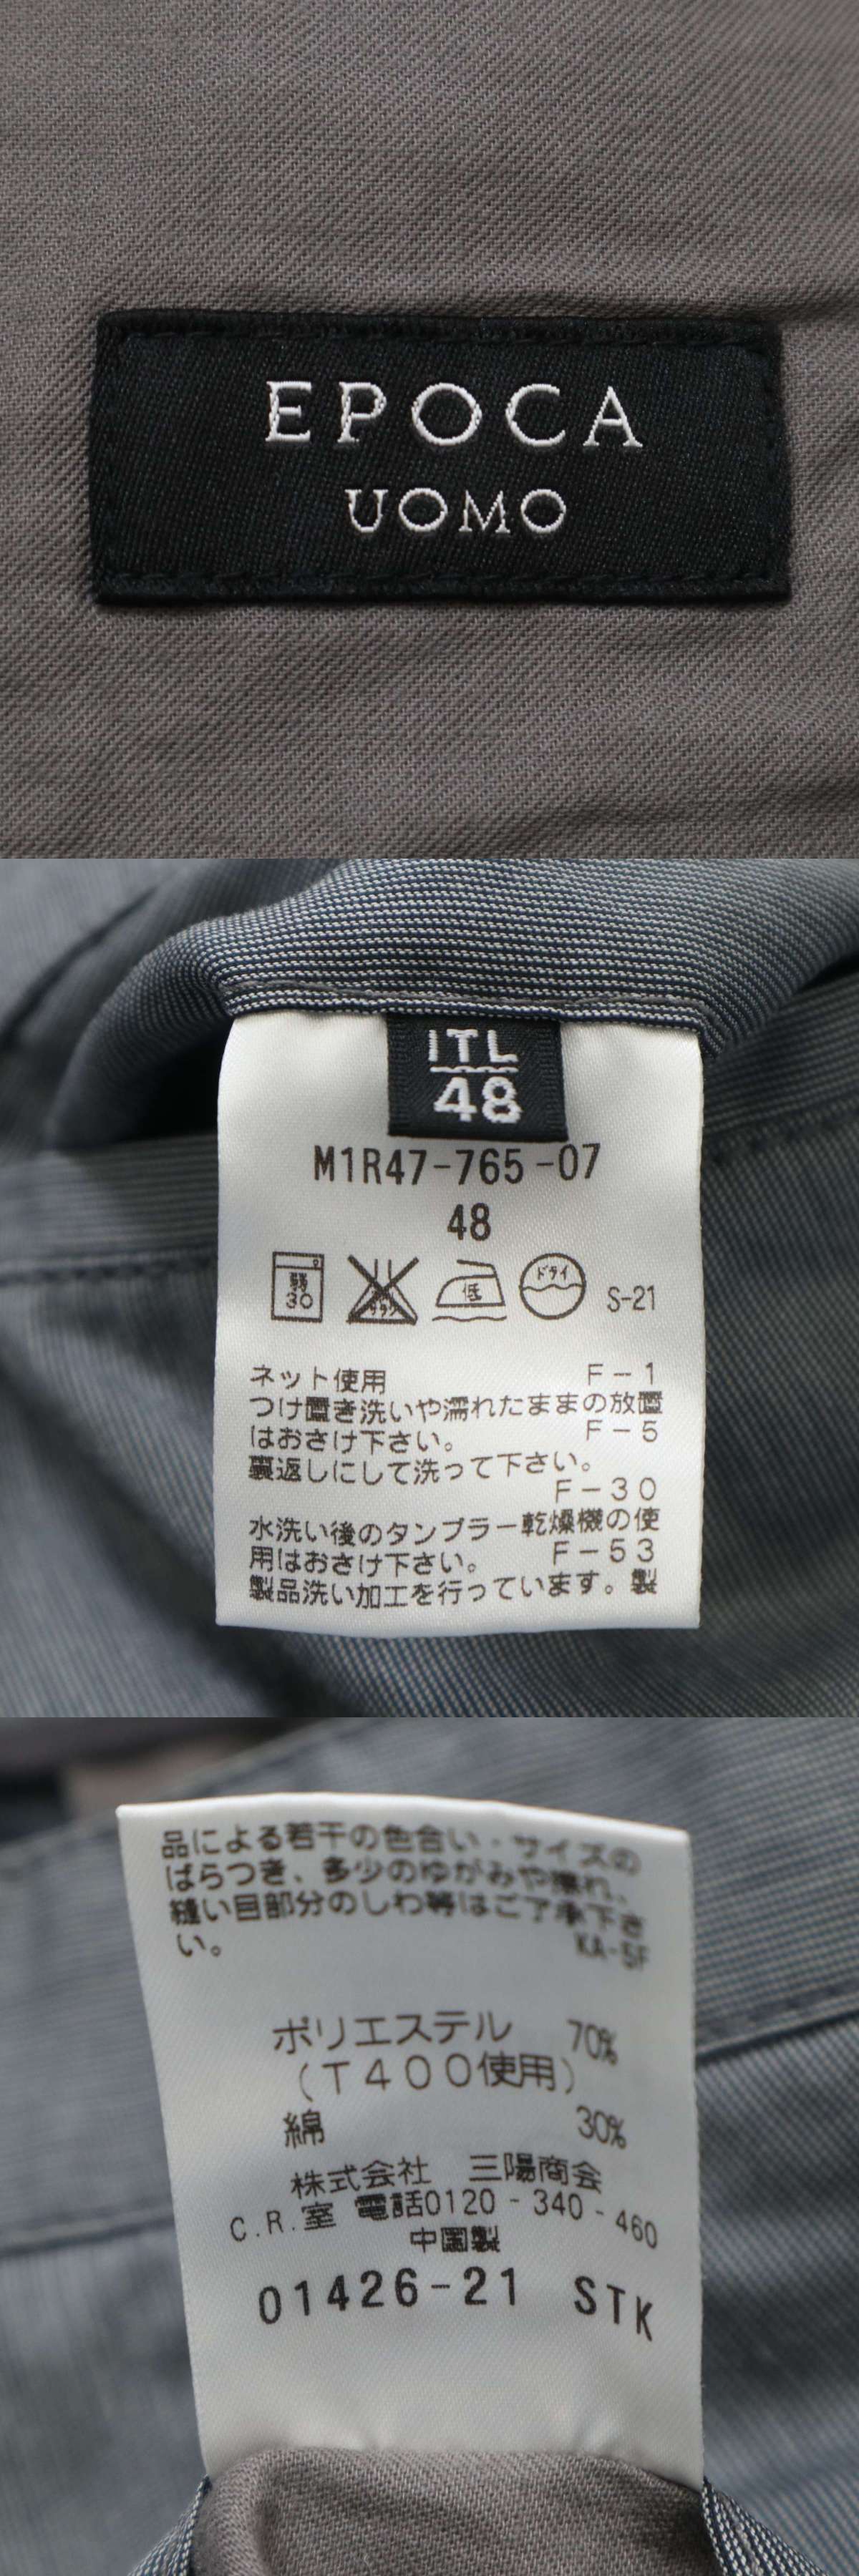 EPOCA
UOMO
ITL
48
M1R47-765-07
48
弱
30
エンソ
サラシ
低
ドライ
S-21
ネット使用 F-1
つけ置き洗いや濡れたままの放置
はおさけ下さい。 F-5
裏返しにして洗って下さい。
F-30
水洗い後のタンブラー乾燥機の使
用はおさけ下さい。 F-53
製品洗い加工を行っています。製
品による若干の色合い・サイズの
ばらつき、多少のゆがみや擦れ、
縫い目部分のしわ等はご了承下さ
い。 KA-5F
ポリエステル 70%
(T400使用)
綿 30%
株式会社 三陽商会
C.R.室 電話0120-340-460
中国製
01426-21 STK